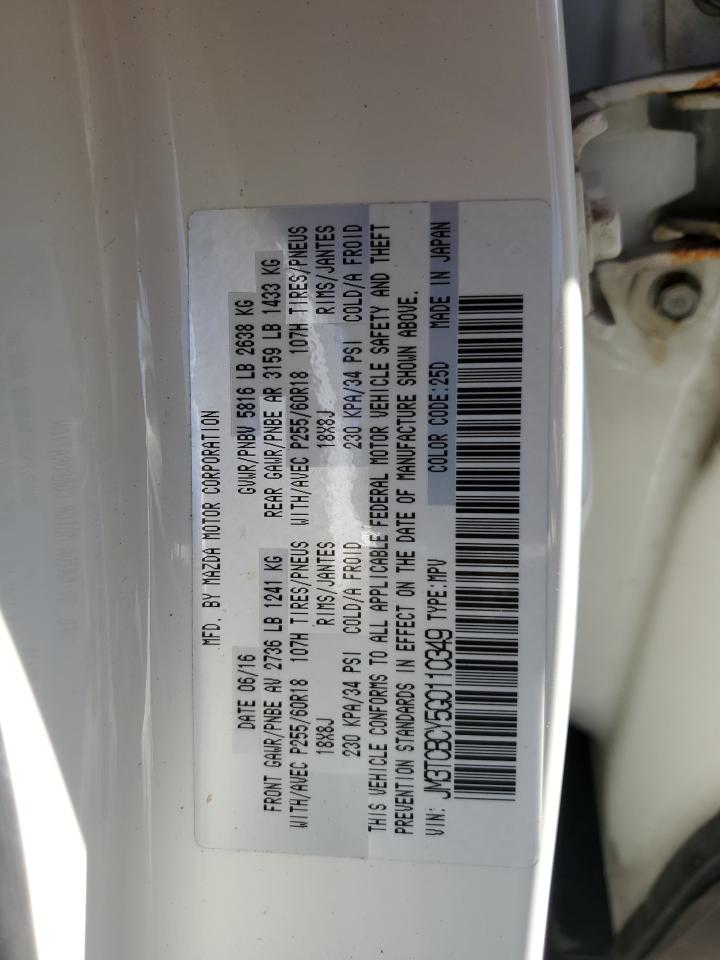 MFD. BY MAZDA MOTOR CORPORATION
DATE 06/16 GVWR/PNBV 5816 LB 2638 KG
FRONT GAWR/PNBE AV 2736 LB 1241 KG REAR GAWR/PNBE AR 3159 LB 1433 KG
WITH/AVEC P255/60R18 107H TIRES/PNEUS WITH/AVEC P255/60R18 107H TIRES/PNEUS
18X8J RIMS/JANTES 18X8J RIMS/JANTES
230 KPA/34 PSI COLD/A FROID 230 KPA/34 PSI COLD/A FROID
THIS VEHICLE CONFORMS TO ALL APPLICABLE FEDERAL MOTOR VEHICLE SAFETY AND THEFT
PREVENTION STANDARDS IN EFFECT ON THE DATE OF MANUFACTURE SHOWN ABOVE.
VIN: JM3TCBCY5G0110349 TYPE:MPV COLOR CODE:25D MADE IN JAPAN